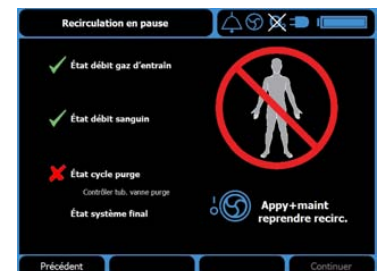 Recirculation en pause
État débit gaz d'entraîn
État débit sanguin
État cycle purge
Contrôler tub. vanne purge
État système final
Appy+maint
reprendre recirc.
Précédent
Continuer